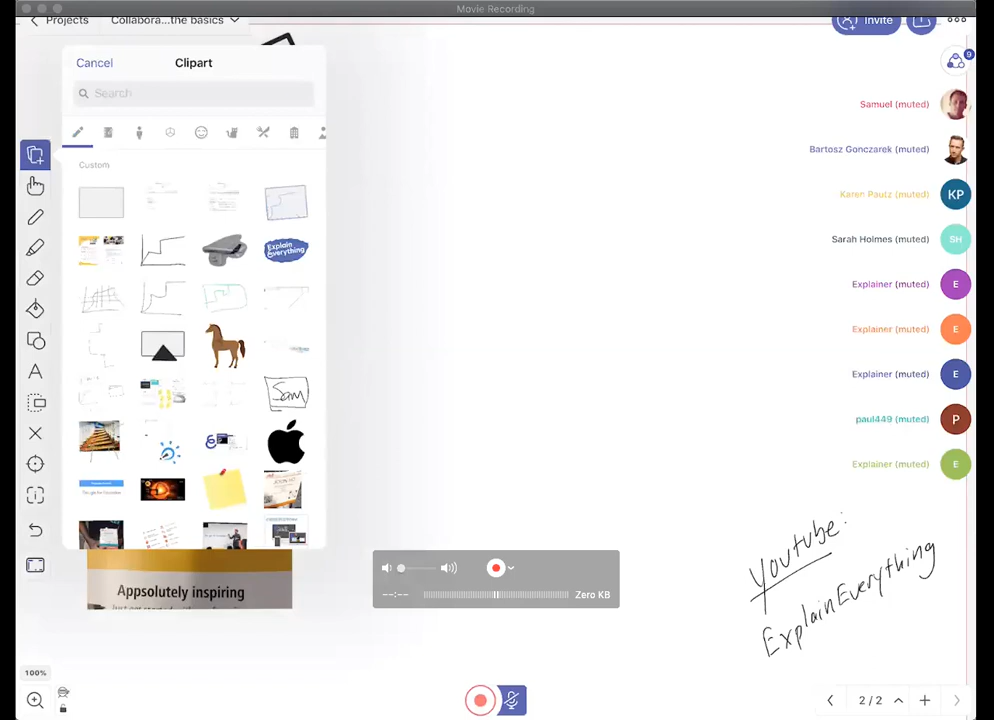 Movie Recording
Projects
Collabora...the basics
Invite
Cancel
Clipart
Search
9
Samuel (muted)
Bartosz Gonczarek (muted)
Karen Pautz (muted)
KP
Sarah Holmes (muted)
SH
Explainer (muted)
E
Explainer (muted)
E
Explainer (muted)
E
paul449 (muted)
P
Explainer (muted)
E
Custom
Explain
Everything
Sam
Appsolutely inspiring
--:--
Zero KB
Youtube:
ExplainEverything
100%
2/2